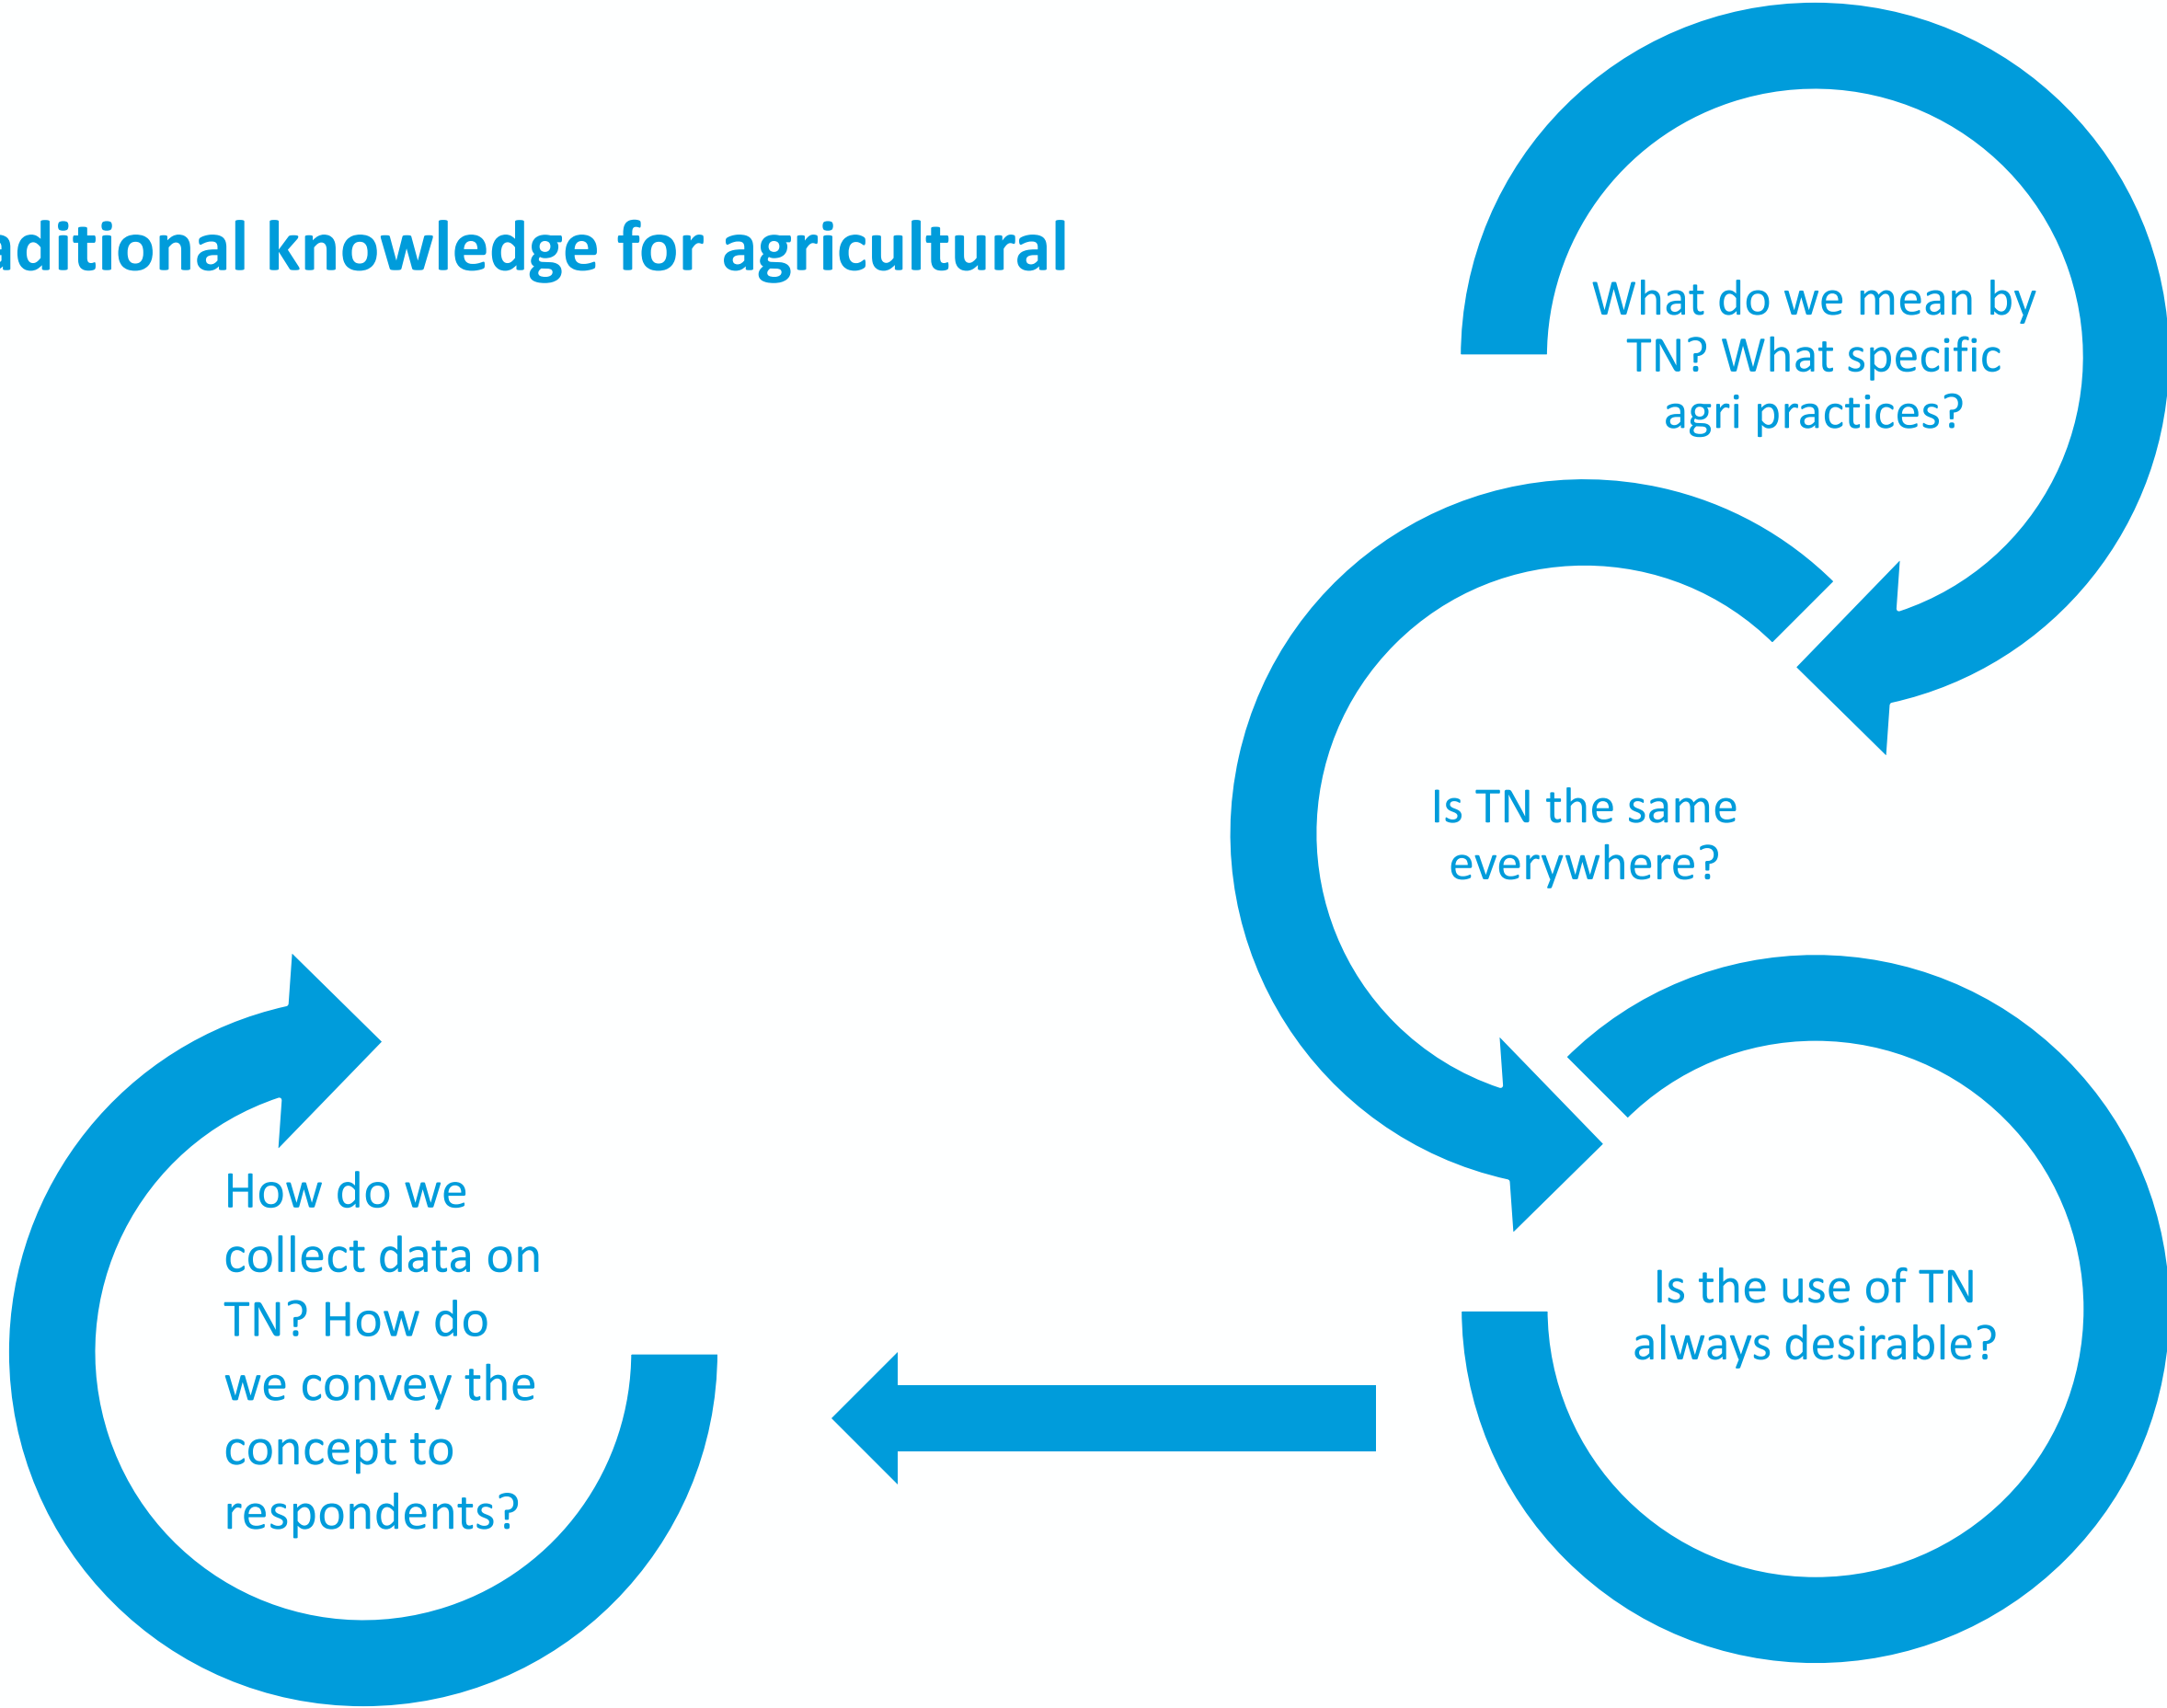 aditional knowledge for agricultural
What do we mean by
TN? What specific
agri practices?
Is TN the same
everywhere?
Is the use of TN
always desirable?
How do we
collect data on
TN? How do
we convey the
concept to
respondents?